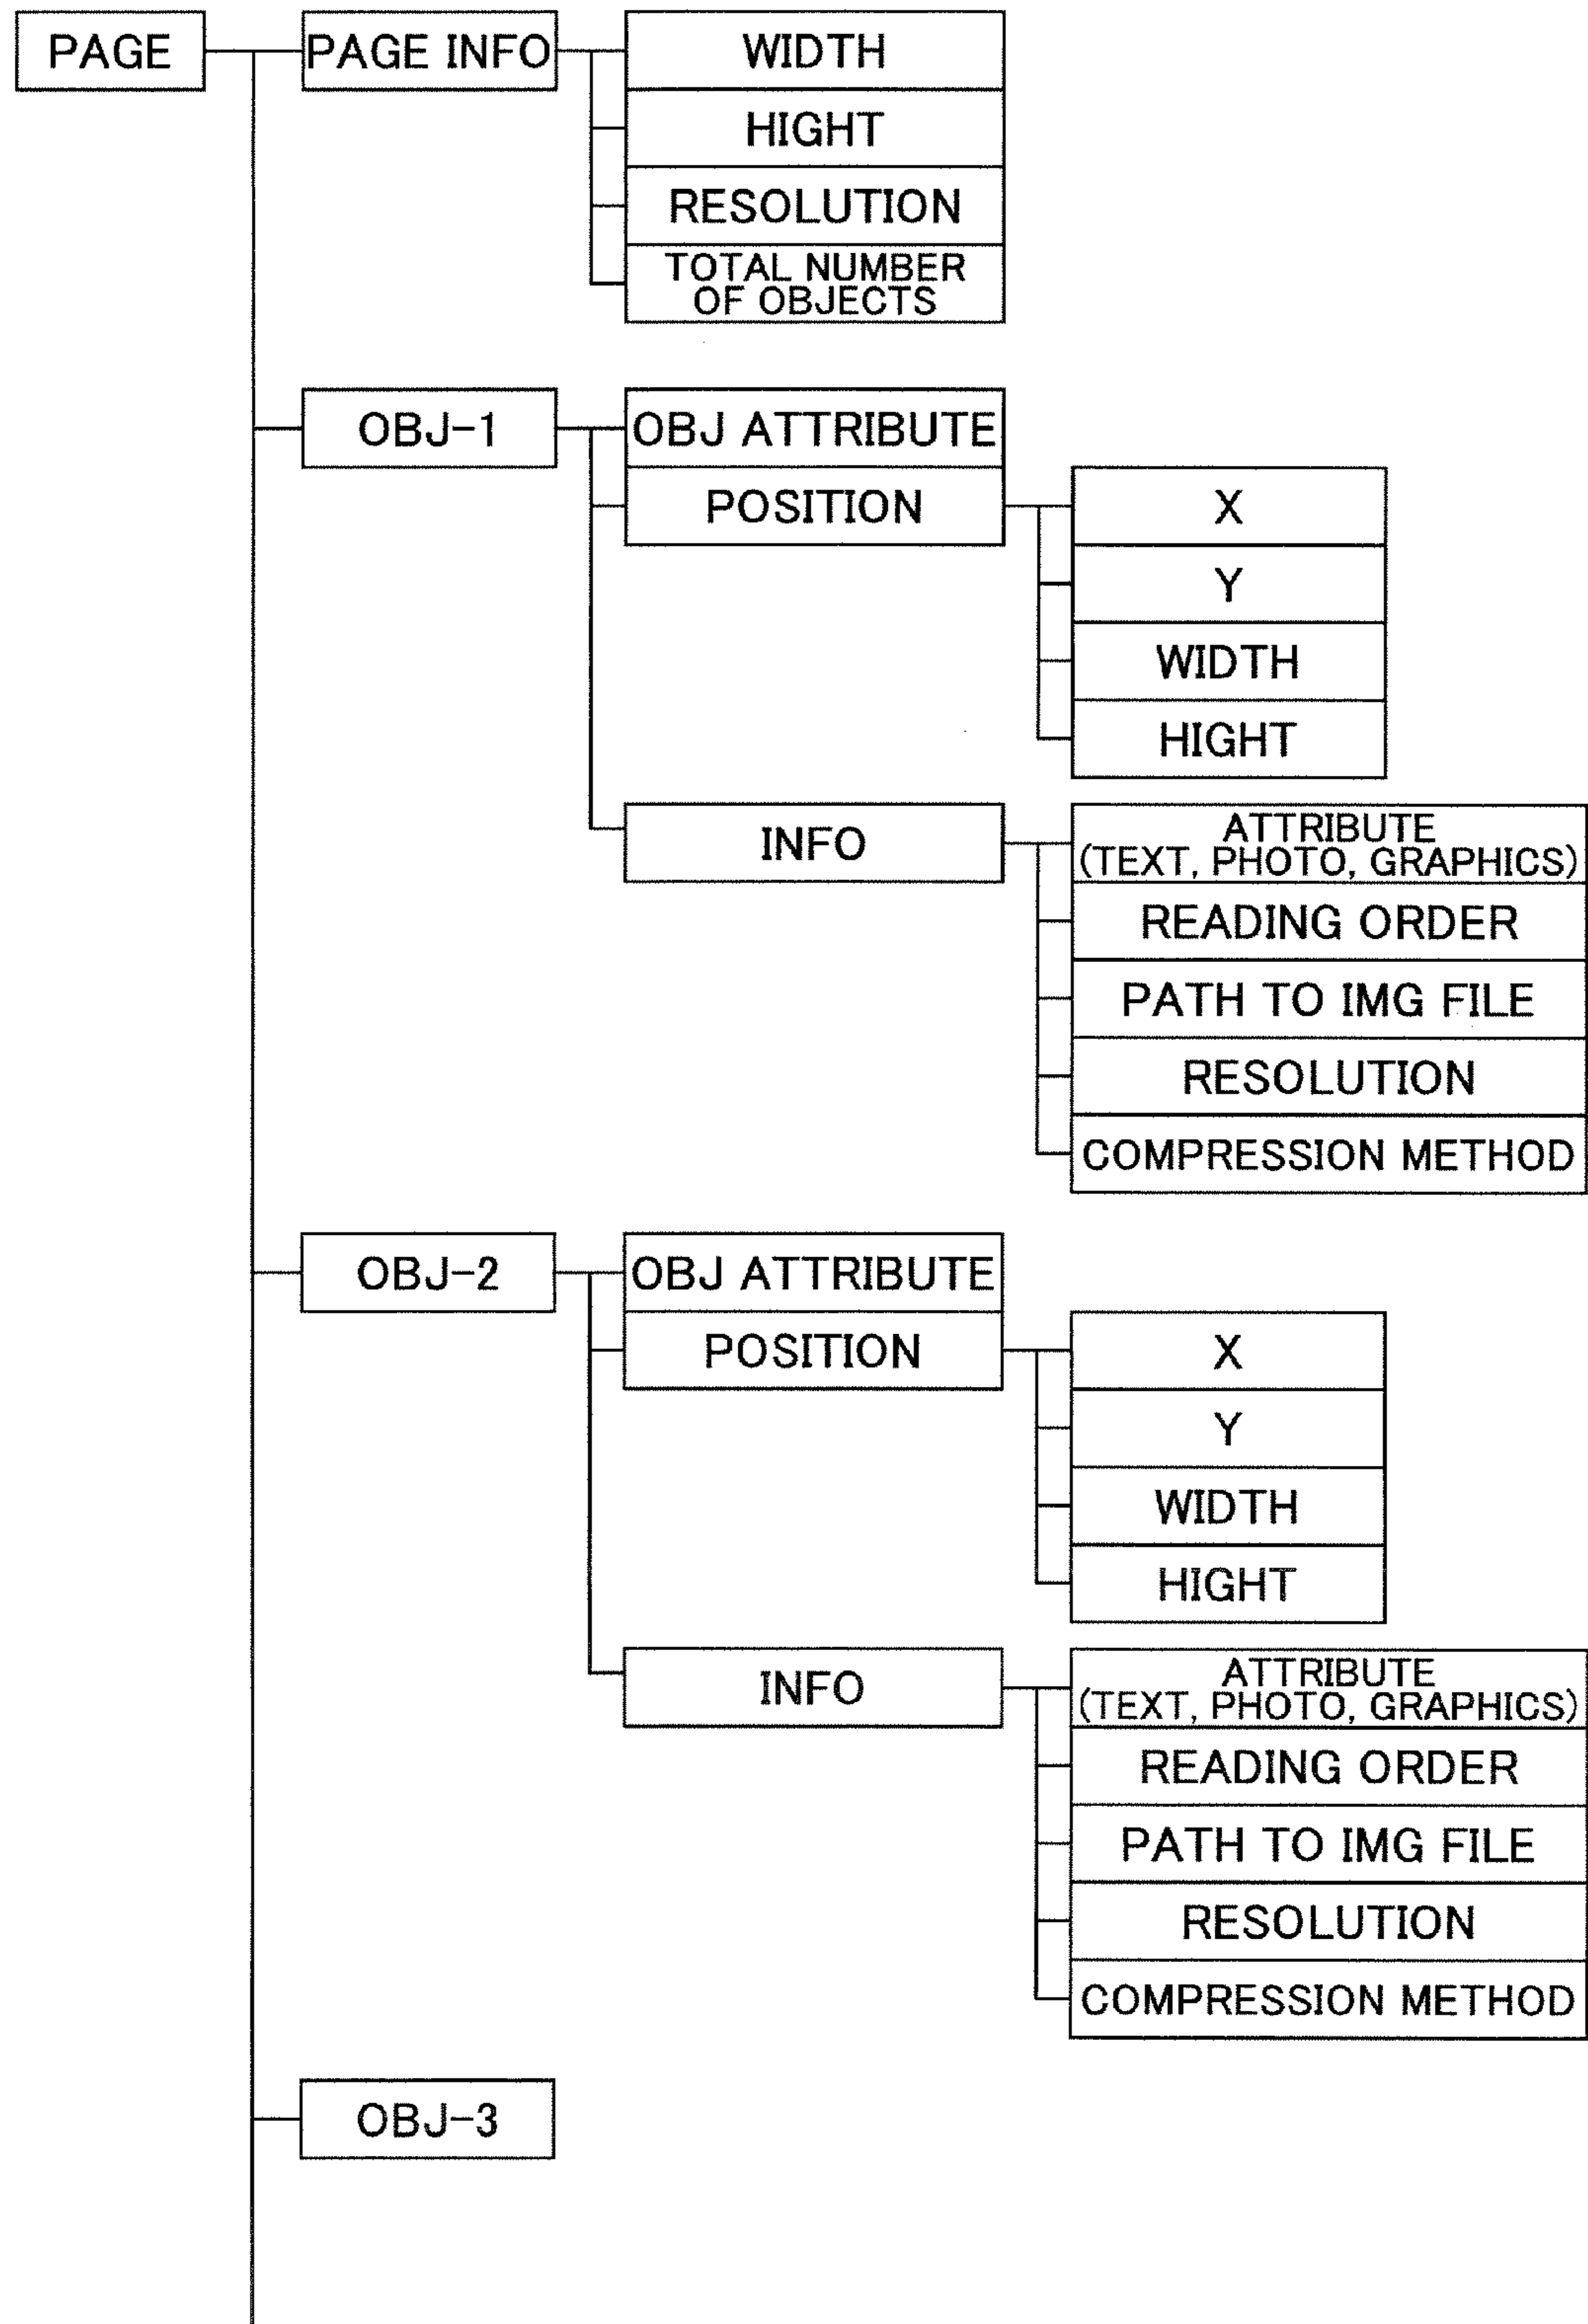 PAGE
PAGE INFO
WIDTH
HIGHT
RESOLUTION
TOTAL NUMBER
OF OBJECTS
OBJ-1
OBJ ATTRIBUTE
POSITION
X
Y
WIDTH
HIGHT
INFO
ATTRIBUTE
(TEXT, PHOTO, GRAPHICS)
READING ORDER
PATH TO IMG FILE
RESOLUTION
COMPRESSION METHOD
OBJ-2
OBJ ATTRIBUTE
POSITION
X
Y
WIDTH
HIGHT
INFO
ATTRIBUTE
(TEXT, PHOTO, GRAPHICS)
READING ORDER
PATH TO IMG FILE
RESOLUTION
COMPRESSION METHOD
OBJ-3